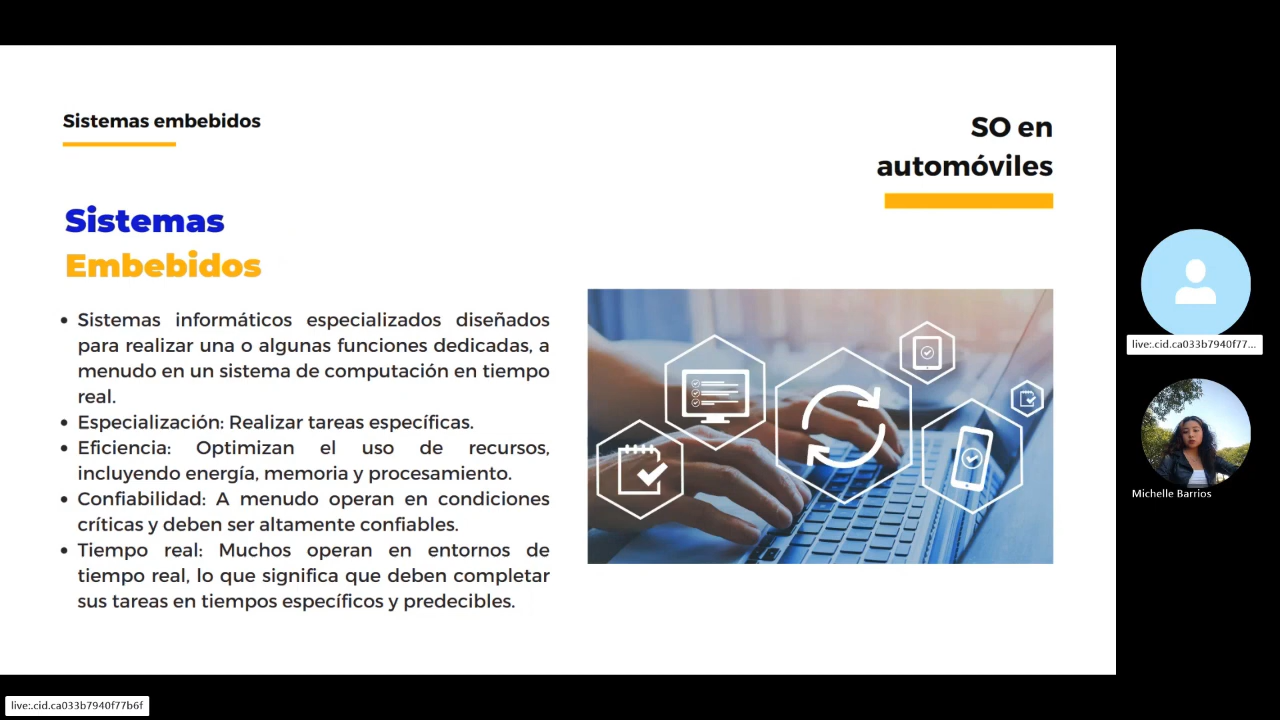 Sistemas embebidos
SO en
automóviles
Sistemas
Embebidos
• Sistemas informáticos especializados diseñados
para realizar una o algunas funciones dedicadas, a
menudo en un sistema de computación en tiempo
real.
• Especialización: Realizar tareas específicas.
• Eficiencia: Optimizan el uso de recursos,
incluyendo energía, memoria y procesamiento.
• Confiabilidad: A menudo operan en condiciones
críticas y deben ser altamente confiables.
• Tiempo real: Muchos operan en entornos de
tiempo real, lo que significa que deben completar
sus tareas en tiempos específicos y predecibles.
live:.cid.ca033b7940f77...
Michelle Barrios
live:.cid.ca033b7940f77b6f